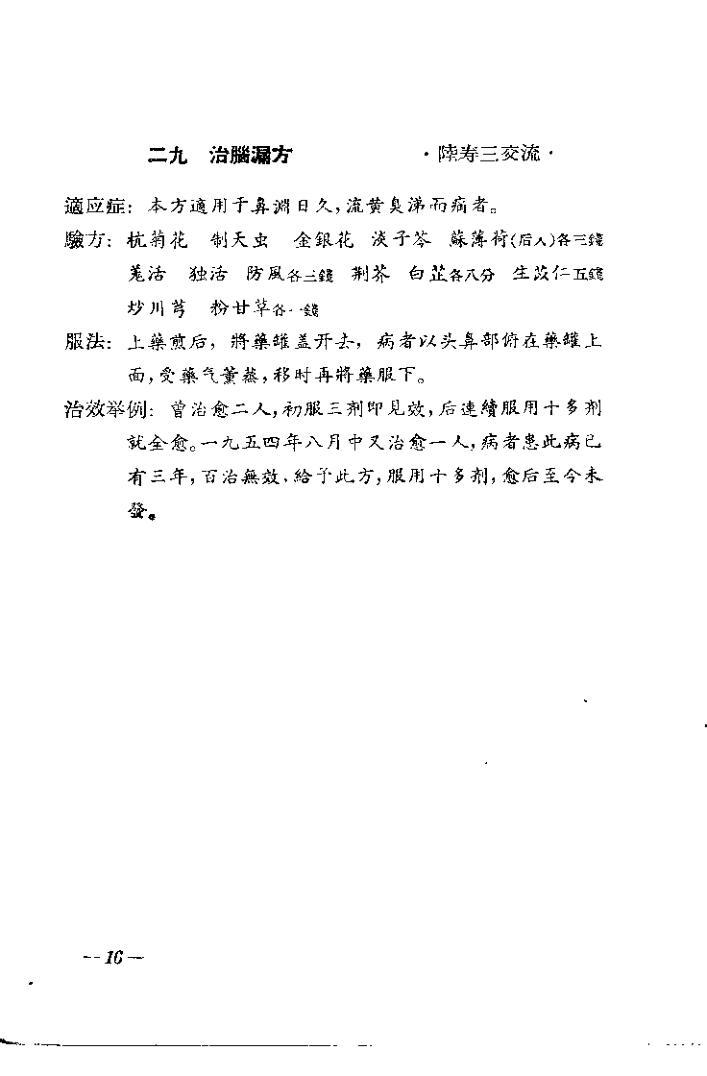 二九 治腦漏方 ·陸寿三交流·
適应症：本方適用于鼻淵日久，流黄臭涕而病者。
驗方：杭菊花 制天虫 金銀花 淡子芩 蘇薄荷(后入)各三錢
羗活 独活 防風各二錢 荆芥 白芷各八分 生苡仁五錢
炒川芎 粉甘草各一錢
服法：上藥煎后，將藥罐盖开去，病者以头鼻部俯在藥罐上
面，受藥气薰蒸，移时再將藥服下。
治效举例：曾治愈二人，初服三剂即見效，后連續服用十多剂
就全愈。一九五四年八月中又治愈一人，病者患此病已
有三年，百治無效，給予此方，服用十多剂，愈后至今未
發。
—16—